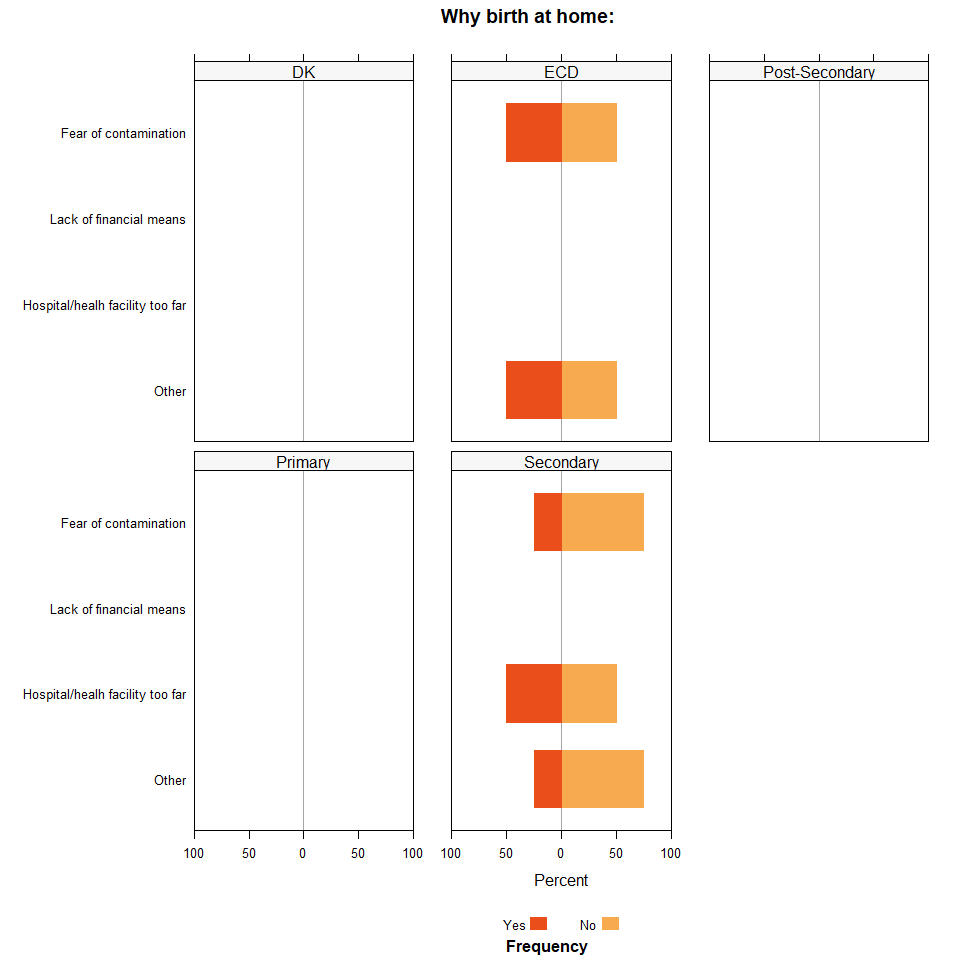 Why birth at home:
DK
ECD
Post-Secondary
Fear of contamination
Lack of financial means
Hospital/healh facility too far
Other
Primary
Secondary
Fear of contamination
Lack of financial means
Hospital/healh facility too far
Other
100 50 0 50 100
100 50 0 50 100
Percent
Yes No
Frequency